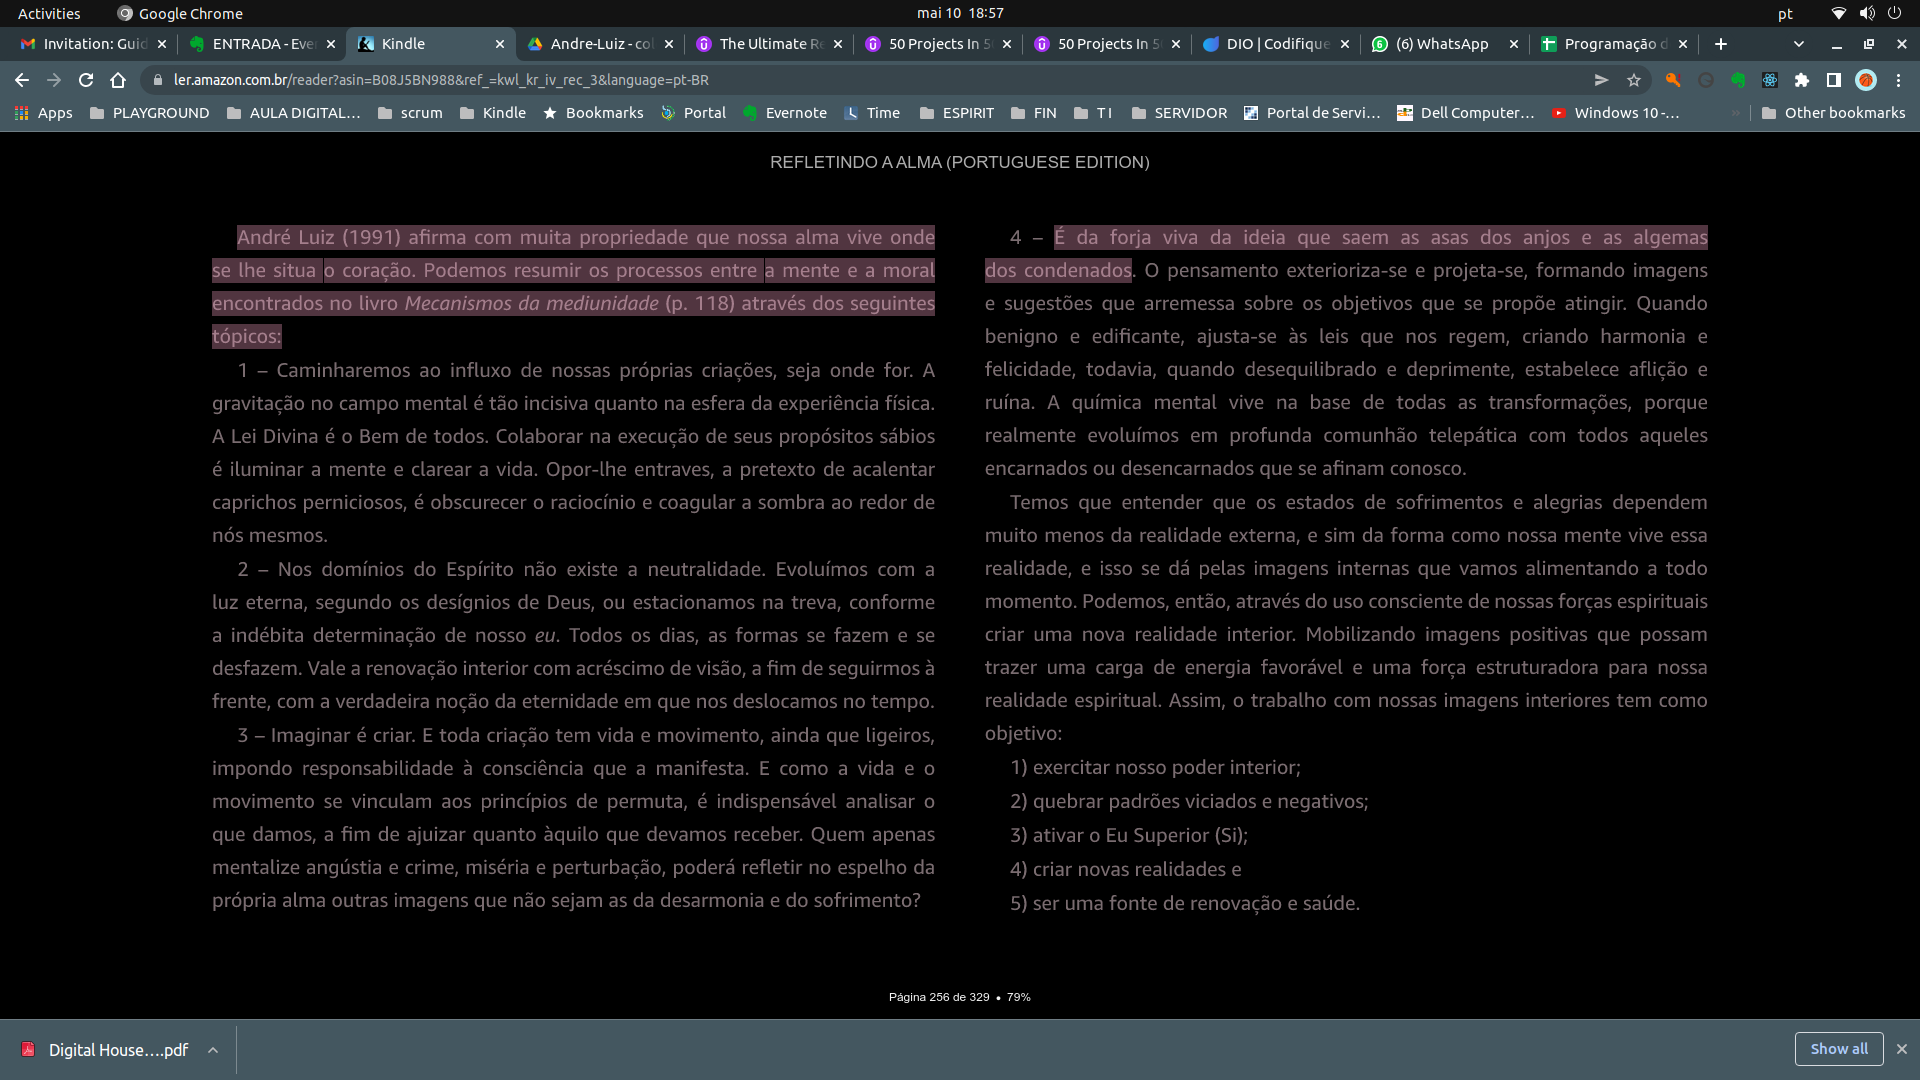 Activities
Google Chrome
mai 10 18:57
pt
Invitation: Guid
ENTRADA - Eve
Kindle
Andre-Luiz - co
The Ultimate R
50 Projects In 5
50 Projects In 5
DIO | Codifique
(6) WhatsApp
Programação d
ler.amazon.com.br/reader?asin=B08J5BN988&ref_=kwl_kr_iv_rec_3&language=pt-BR
Apps
PLAYGROUND
AULA DIGITAL...
scrum
Kindle
Bookmarks
Portal
Evernote
Time
ESPIRIT
FIN
T I
SERVIDOR
Portal de Servi...
Dell Computer...
Windows 10 -...
Other bookmarks
REFLETINDO A ALMA (PORTUGUESE EDITION)
André Luiz (1991) afirma com muita propriedade que nossa alma vive onde
se lhe situa o coração. Podemos resumir os processos entre a mente e a moral
encontrados no livro Mecanismos da mediunidade (p. 118) através dos seguintes
tópicos:
1 – Caminharemos ao influxo de nossas próprias criações, seja onde for. A
gravitação no campo mental é tão incisiva quanto na esfera da experiência física.
A Lei Divina é o Bem de todos. Colaborar na execução de seus propósitos sábios
é iluminar a mente e clarear a vida. Opor-lhe entraves, a pretexto de acalentar
caprichos perniciosos, é obscurecer o raciocínio e coagular a sombra ao redor de
nós mesmos.
2 – Nos domínios do Espírito não existe a neutralidade. Evoluímos com a
luz eterna, segundo os desígnios de Deus, ou estacionamos na treva, conforme
a indébita determinação de nosso eu. Todos os dias, as formas se fazem e se
desfazem. Vale a renovação interior com acréscimo de visão, a fim de seguirmos à
frente, com a verdadeira noção da eternidade em que nos deslocamos no tempo.
3 – Imaginar é criar. E toda criação tem vida e movimento, ainda que ligeiros,
impondo responsabilidade à consciência que a manifesta. E como a vida e o
movimento se vinculam aos princípios de permuta, é indispensável analisar o
que damos, a fim de ajuizar quanto àquilo que devamos receber. Quem apenas
mentalize angústia e crime, miséria e perturbação, poderá refletir no espelho da
própria alma outras imagens que não sejam as da desarmonia e do sofrimento?
4 – É da forja viva da ideia que saem as asas dos anjos e as algemas
dos condenados. O pensamento exterioriza-se e projeta-se, formando imagens
e sugestões que arremessa sobre os objetivos que se propõe atingir. Quando
benigno e edificante, ajusta-se às leis que nos regem, criando harmonia e
felicidade, todavia, quando desequilibrado e deprimente, estabelece aflição e
ruína. A química mental vive na base de todas as transformações, porque
realmente evoluímos em profunda comunhão telepática com todos aqueles
encarnados ou desencarnados que se afinam conosco.
Temos que entender que os estados de sofrimentos e alegrias dependem
muito menos da realidade externa, e sim da forma como nossa mente vive essa
realidade, e isso se dá pelas imagens internas que vamos alimentando a todo
momento. Podemos, então, através do uso consciente de nossas forças espirituais
criar uma nova realidade interior. Mobilizando imagens positivas que possam
trazer uma carga de energia favorável e uma força estruturadora para nossa
realidade espiritual. Assim, o trabalho com nossas imagens interiores tem como
objetivo:
1) exercitar nosso poder interior;
2) quebrar padrões viciados e negativos;
3) ativar o Eu Superior (Si);
4) criar novas realidades e
5) ser uma fonte de renovação e saúde.
Página 256 de 329 • 79%
Digital House....pdf
Show all